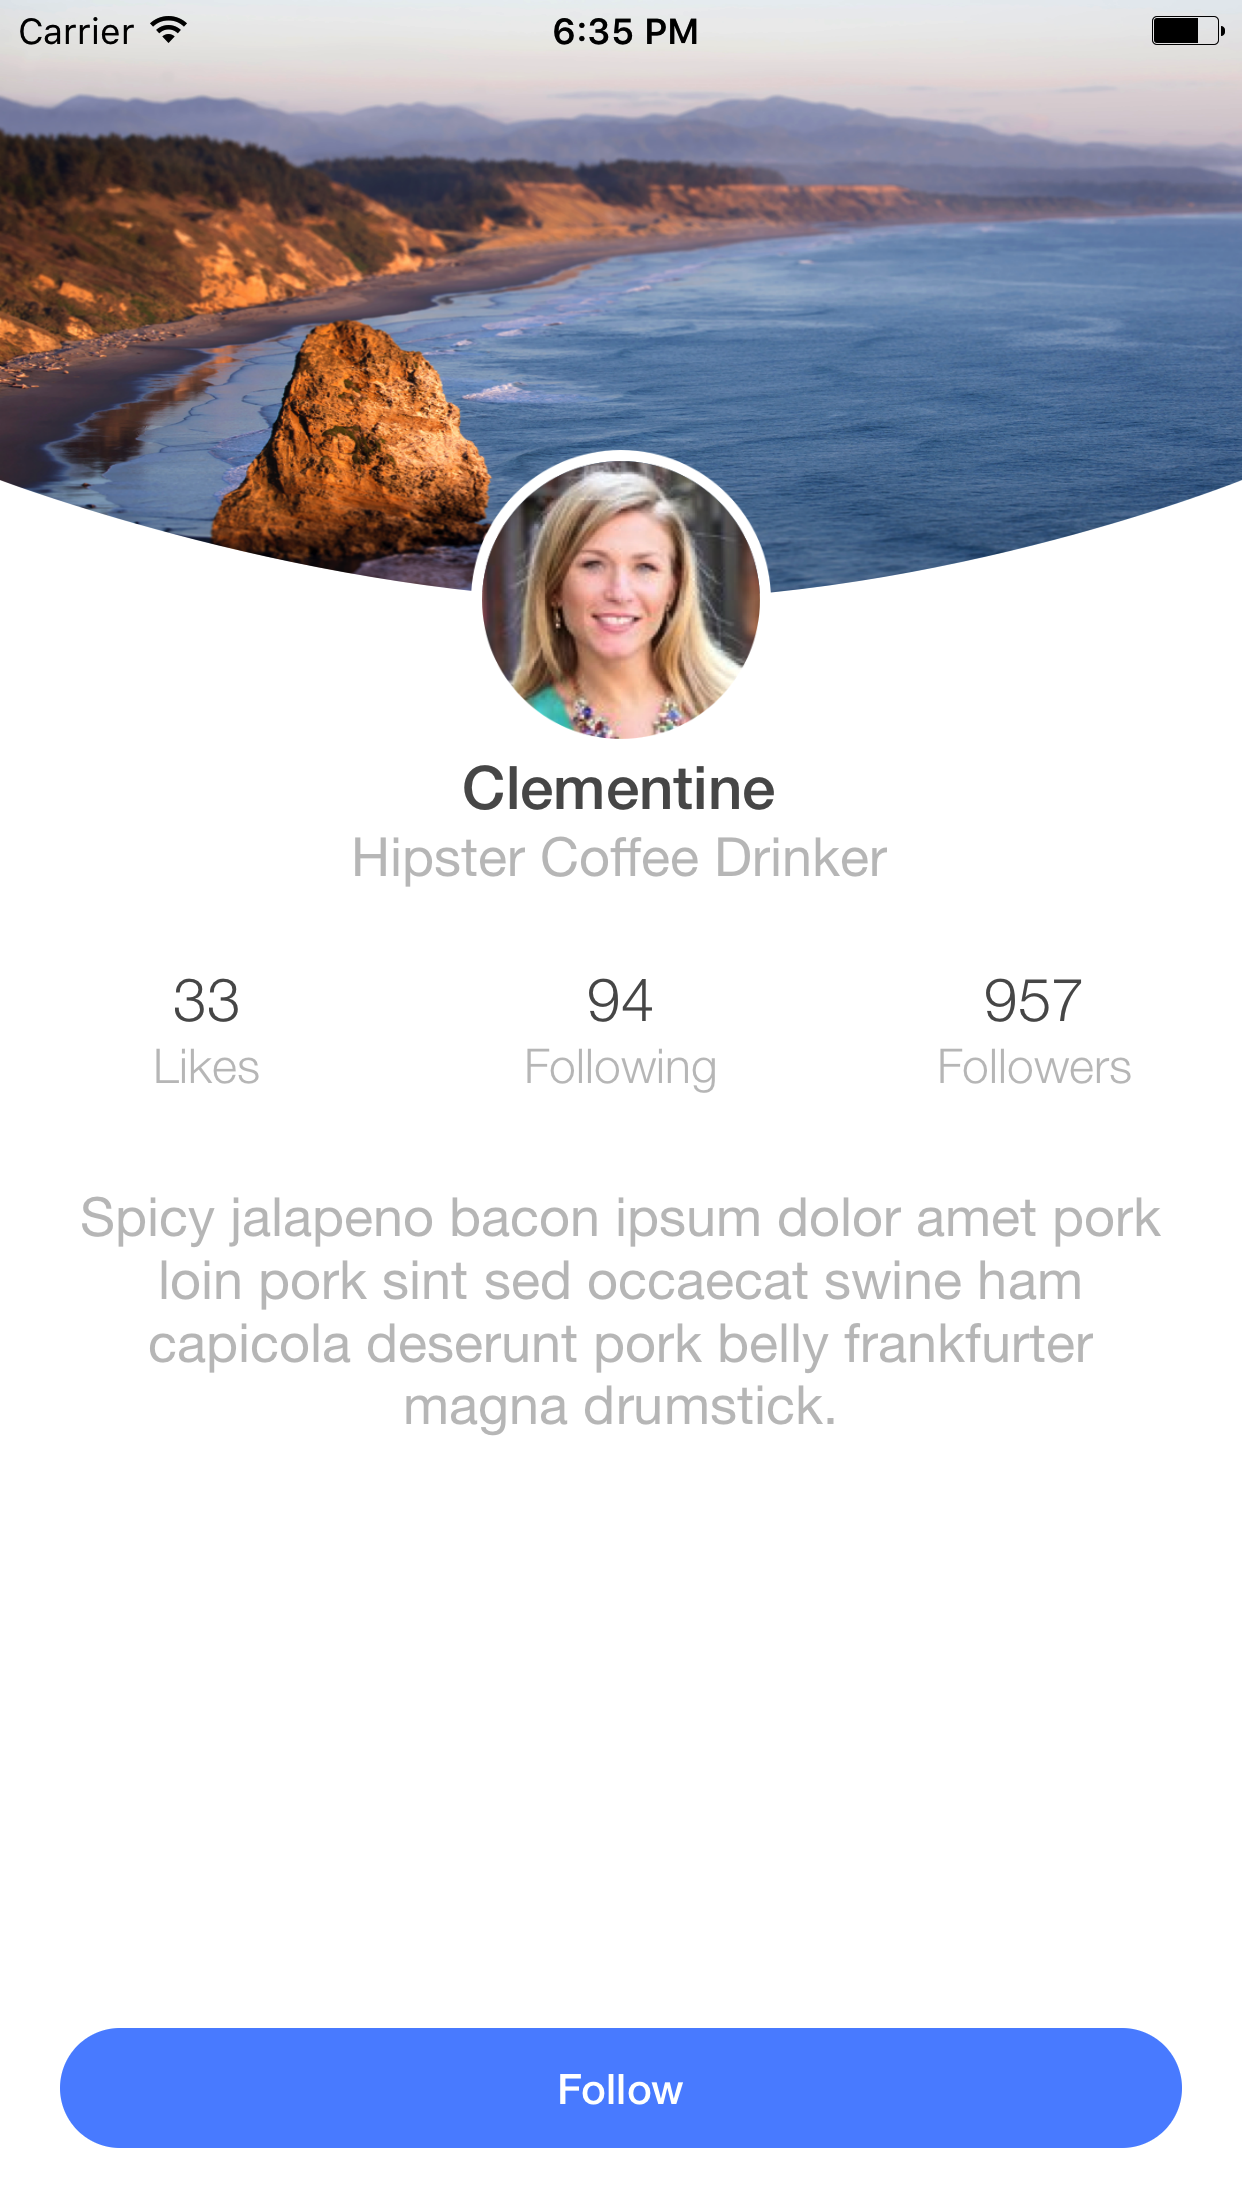 Carrier 6:35 PM
Clementine
Hipster Coffee Drinker
33 94 957
Likes Following Followers
Spicy jalapeno bacon ipsum dolor amet pork
loin pork sint sed occaecat swine ham
capicola deserunt pork belly frankfurter
magna drumstick.
Follow